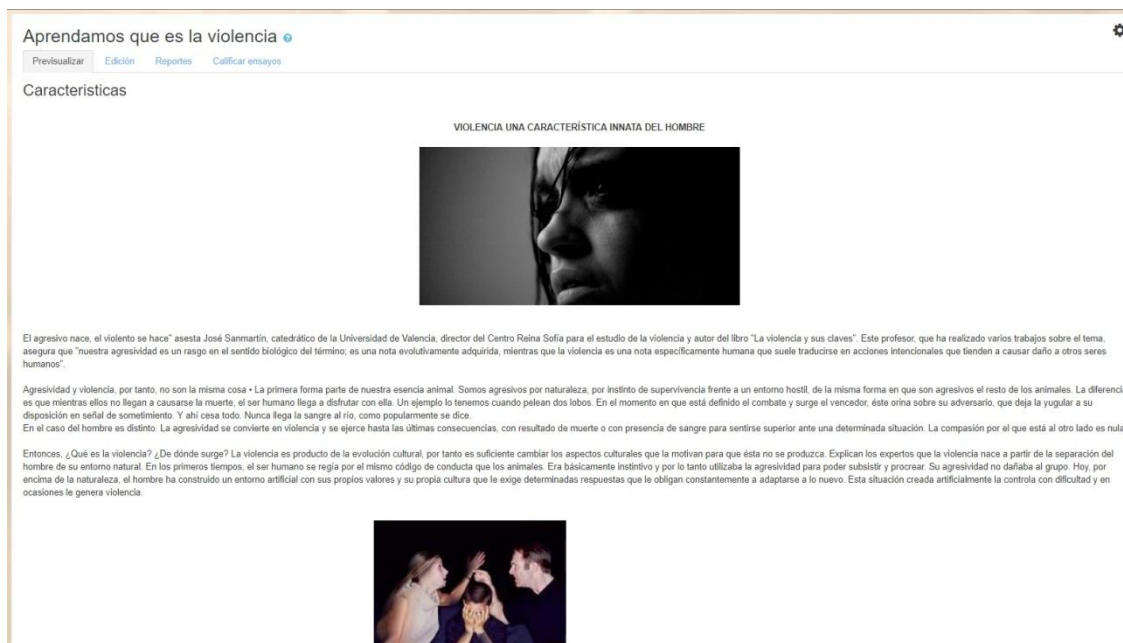 Aprendamos que es la violencia
Previsualizar Edición Reportes Calificar ensayos
Caracteristicas
VIOLENCIA UNA CARACTERÍSTICA INNATA DEL HOMBRE
El agresivo nace, el violento se hace" asesta José Sanmartín, catedrático de la Universidad de Valencia, director del Centro Reina Sofía para el estudio de la violencia y autor del libro "La violencia y sus claves". Este profesor, que ha realizado varios trabajos sobre el tema,
asegura que "nuestra agresividad es un rasgo en el sentido biológico del término; es una nota evolutivamente adquirida, mientras que la violencia es una nota específicamente humana que suele traducirse en acciones intencionales que tienden a causar daño a otros seres
humanos".
Agresividad y violencia, por tanto, no son la misma cosa • La primera forma parte de nuestra esencia animal. Somos agresivos por naturaleza, por instinto de supervivencia frente a un entorno hostil, de la misma forma en que son agresivos el resto de los animales. La diferencia
es que mientras ellos no llegan a causarse la muerte, el ser humano llega a disfrutar con ella. Un ejemplo lo tenemos cuando pelean dos lobos. En el momento en que está definido el combate y surge el vencedor, éste orina sobre su adversario, que deja la yugular a su
disposición en señal de sometimiento. Y ahí cesa todo. Nunca llega la sangre al río, como popularmente se dice.
En el caso del hombre es distinto. La agresividad se convierte en violencia y se ejerce hasta las últimas consecuencias, con resultado de muerte o con presencia de sangre para sentirse superior ante una determinada situación. La compasión por el que está al otro lado es nula
Entonces, ¿Qué es la violencia? ¿De dónde surge? La violencia es producto de la evolución cultural, por tanto es suficiente cambiar los aspectos culturales que la motivan para que ésta no se produzca. Explican los expertos que la violencia nace a partir de la separación del
hombre de su entorno natural. En los primeros tiempos, el ser humano se regía por el mismo código de conducta que los animales. Era básicamente instintivo y por lo tanto utilizaba la agresividad para poder subsistir y procrear. Su agresividad no dañaba al grupo. Hoy, por
encima de la naturaleza, el hombre ha construido un entorno artificial con sus propios valores y su propia cultura que le exige determinadas respuestas que le obligan constantemente a adaptarse a lo nuevo. Esta situación creada artificialmente la controla con dificultad y en
ocasiones le genera violencia.